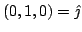 (0, 1, 0) = ĵ